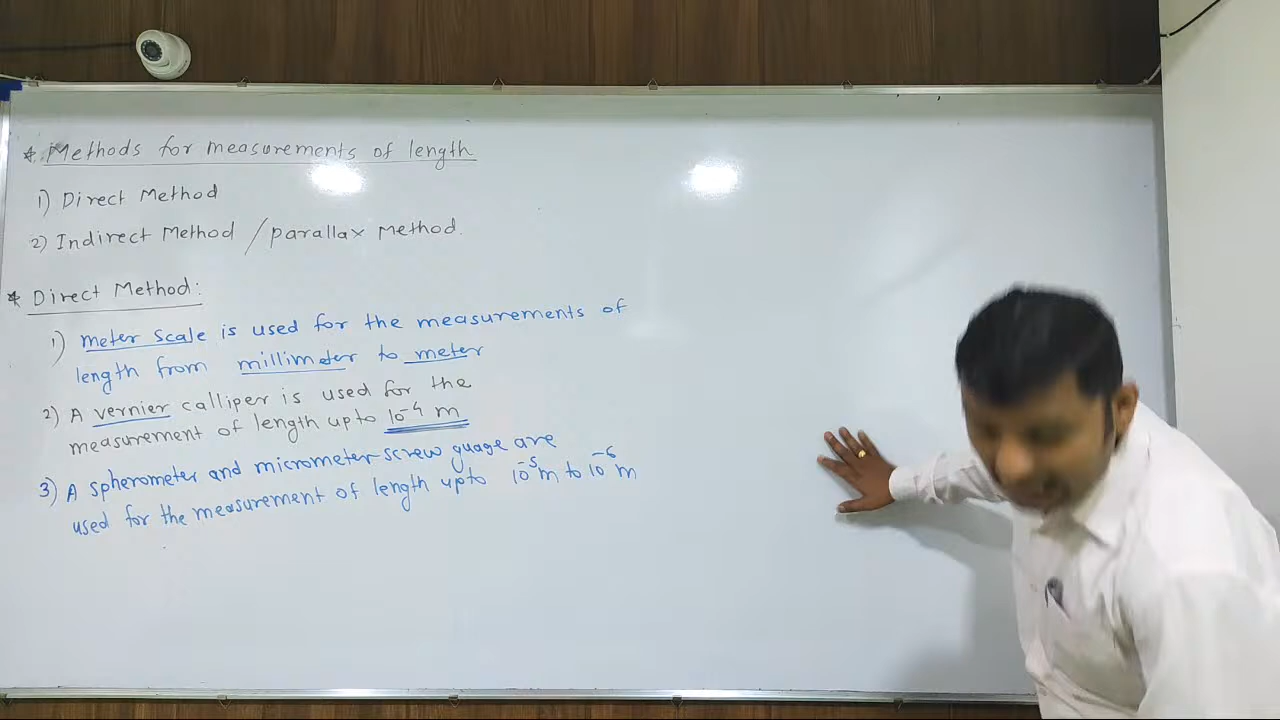 * Methods for measurements of length
1) Direct Method
2) Indirect Method / parallax Method.
* Direct Method:
1) meter scale is used for the measurements of
length from millimeter to meter
2) A vernier calliper is used for the
measurement of length upto 10⁻⁴ m
3) A spherometer and micrometer screw guage are
used for the measurement of length upto 10⁻⁵m to 10⁻⁶ m